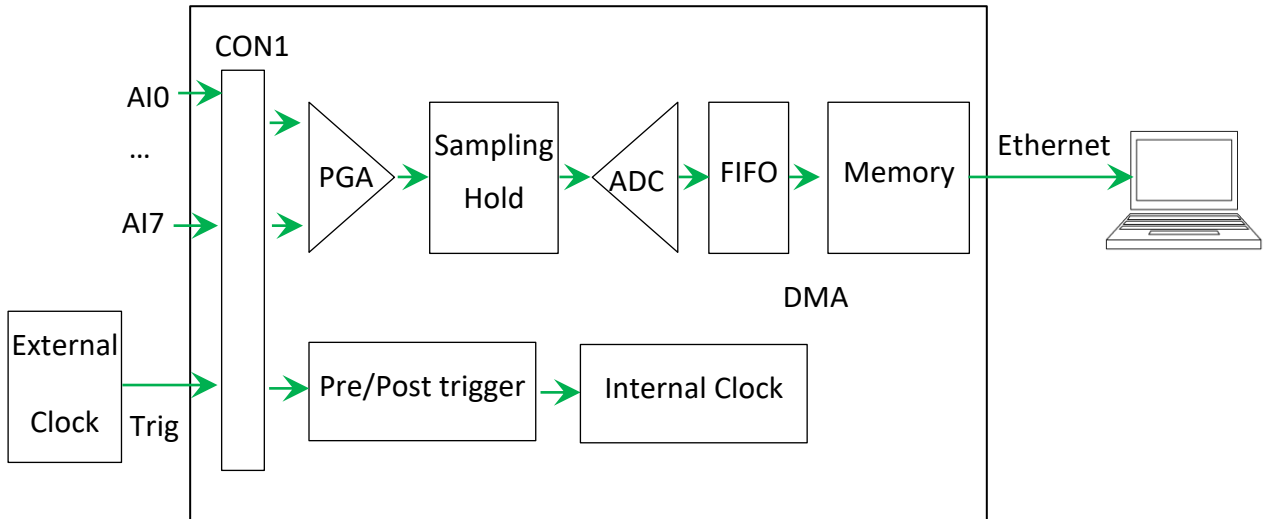 CON1
AI0
...
AI7
PGA
Sampling
Hold
ADC
FIFO
Memory
Ethernet
DMA
External
Clock
Trig
Pre/Post trigger
Internal Clock